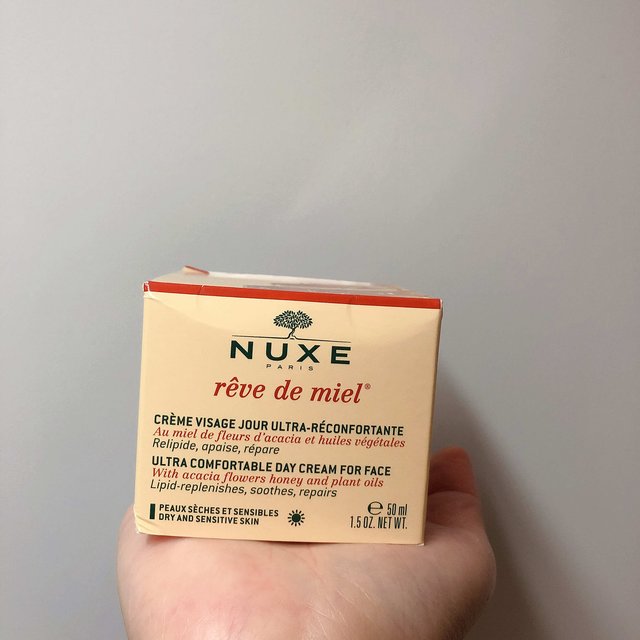 NUXE
PARIS
rêve de miel®
CRÈME VISAGE JOUR ULTRA-RÉCONFORTANTE
Au miel de fleurs d'acacia et huiles végétales
Relipide, apaise, répare
ULTRA COMFORTABLE DAY CREAM FOR FACE
With acacia flowers honey and plant oils
Lipid-replenishes, soothes, repairs
PEAUX SÈCHES ET SENSIBLES
DRY AND SENSITIVE SKIN
℮ 50 ml
1.5 OZ. NET WT.